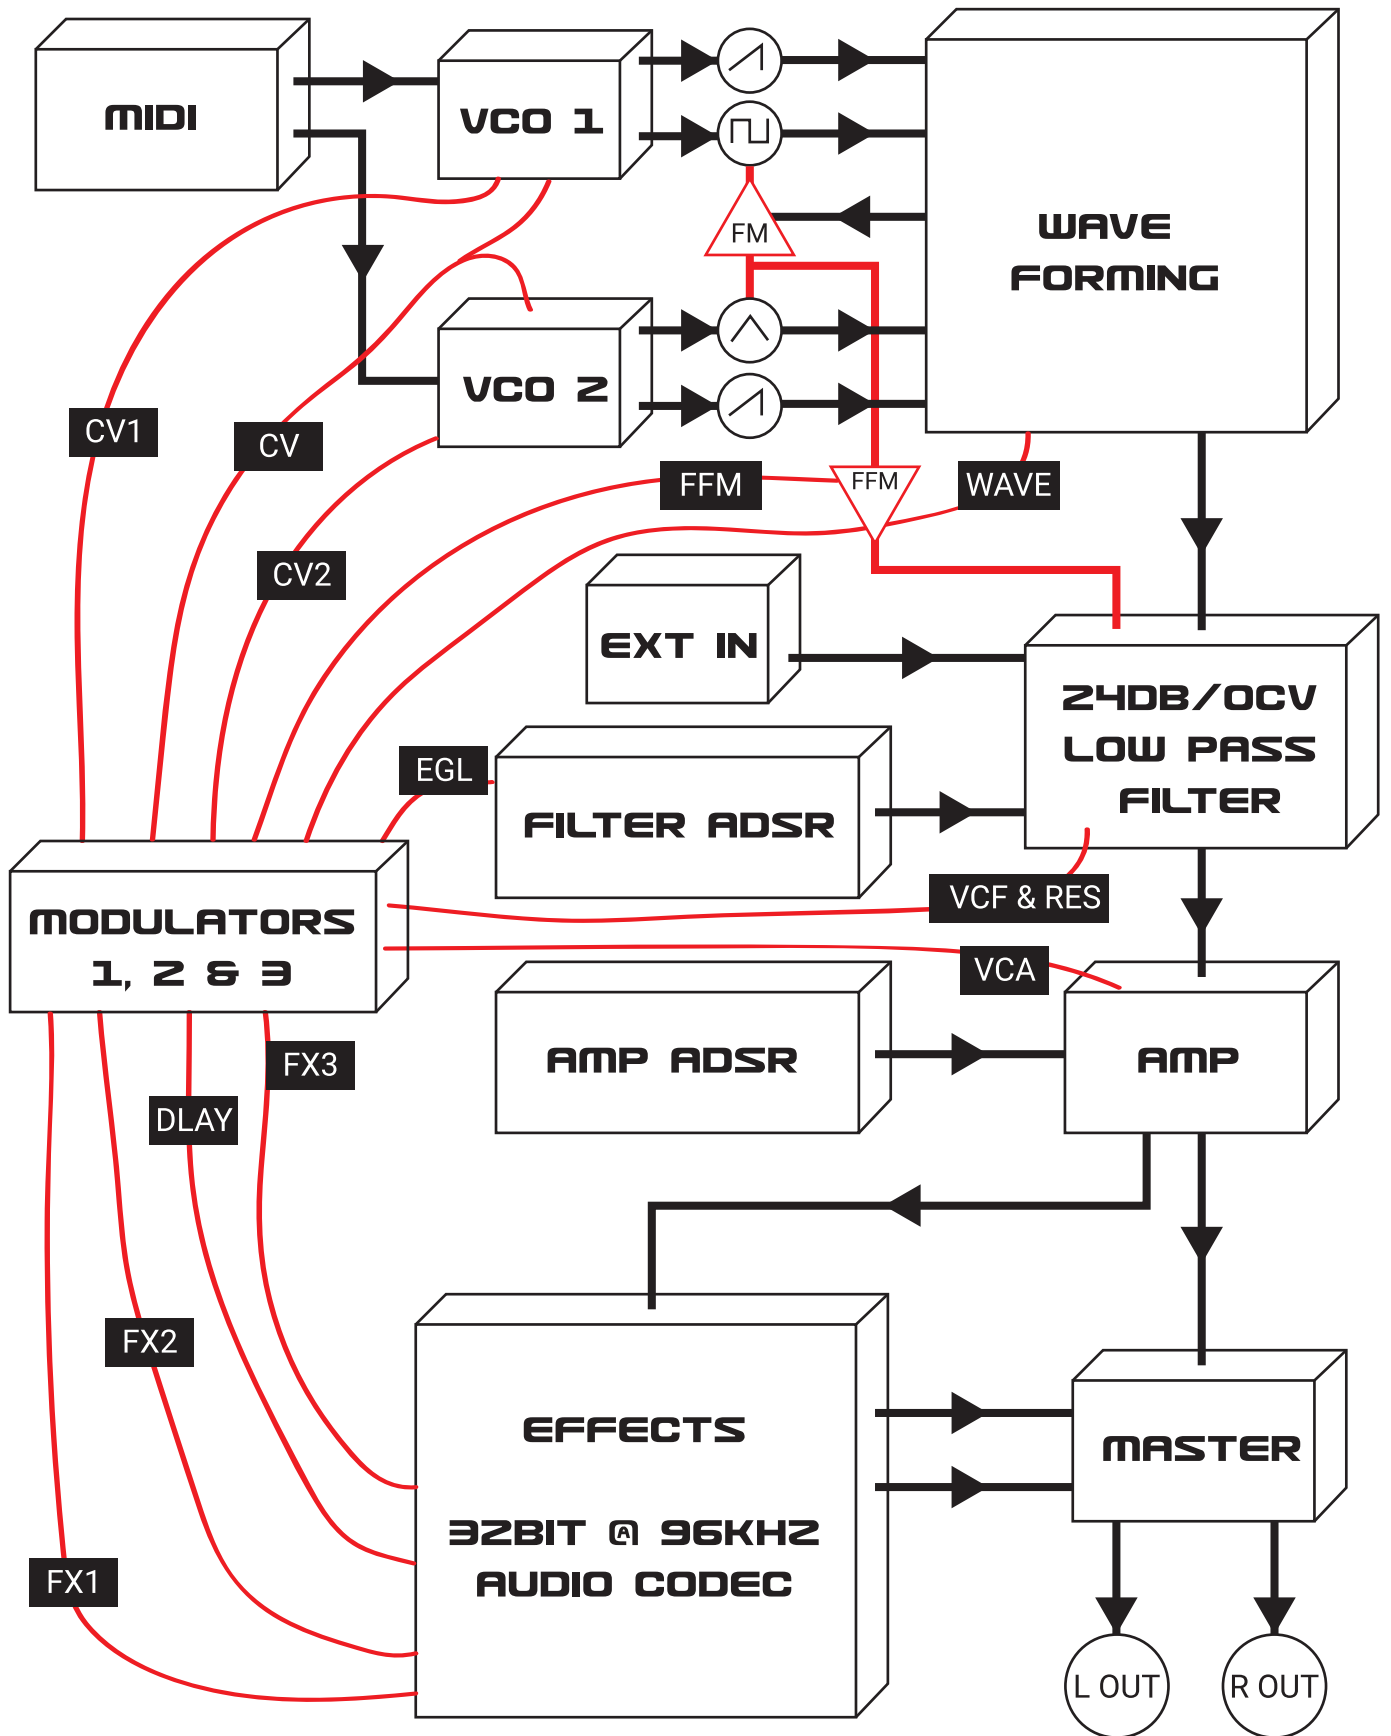 MIDI
VCO 1
WAVE
FORMING
FM
VCO 2
CV1
CV
FFM
FFM
WAVE
CV2
EXT IN
24DB/OCV
LOW PASS
FILTER
EGL
FILTER ADSR
VCF & RES
MODULATORS
1, 2 & 3
VCA
AMP ADSR
AMP
FX3
DLAY
FX2
EFFECTS
MASTER
32BIT @ 96KHZ
AUDIO CODEC
FX1
L OUT
R OUT